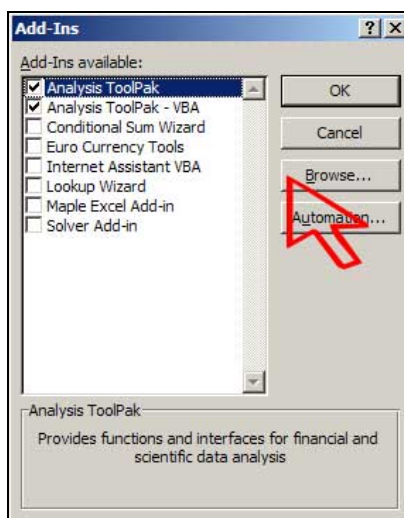 Add-Ins
Add-Ins available:
Analysis ToolPak
Analysis ToolPak - VBA
Conditional Sum Wizard
Euro Currency Tools
Internet Assistant VBA
Lookup Wizard
Maple Excel Add-in
Solver Add-in
OK
Cancel
Browse...
Automation...
Analysis ToolPak
Provides functions and interfaces for financial and
scientific data analysis